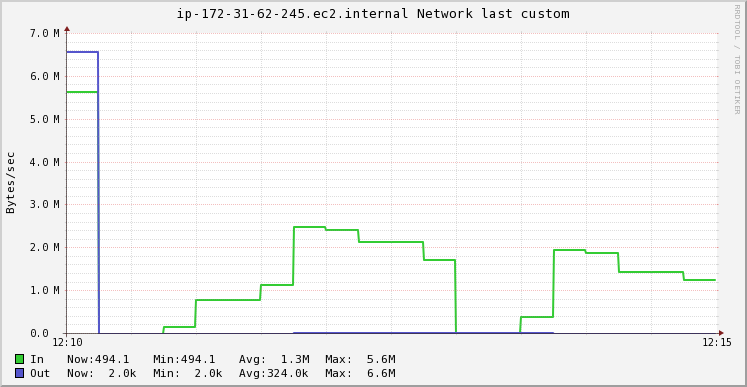 ip-172-31-62-245.ec2.internal Network last custom
RRDTOOL / TOBI OETIKER
Bytes/sec
7.0 M
6.0 M
5.0 M
4.0 M
3.0 M
2.0 M
1.0 M
0.0
12:10 12:15
In Now:494.1 Min:494.1 Avg: 1.3M Max: 5.6M
Out Now: 2.0k Min: 2.0k Avg:324.0k Max: 6.6M